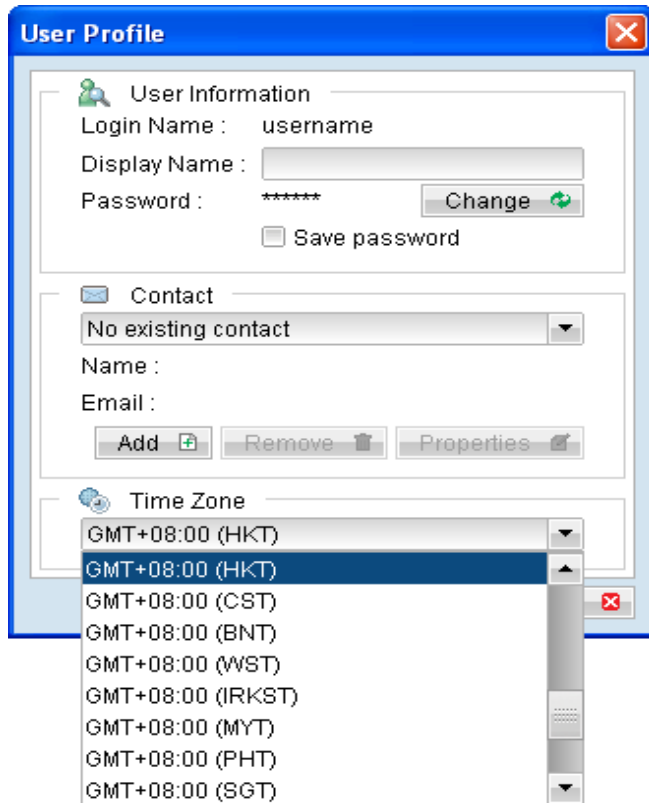 User Profile
User Information
Login Name : username
Display Name :
Password : ****** Change
Save password
Contact
No existing contact
Name :
Email :
Add Remove Properties
Time Zone
GMT+08:00 (HKT)
GMT+08:00 (HKT)
GMT+08:00 (CST)
GMT+08:00 (BNT)
GMT+08:00 (WST)
GMT+08:00 (IRKST)
GMT+08:00 (MYT)
GMT+08:00 (PHT)
GMT+08:00 (SGT)